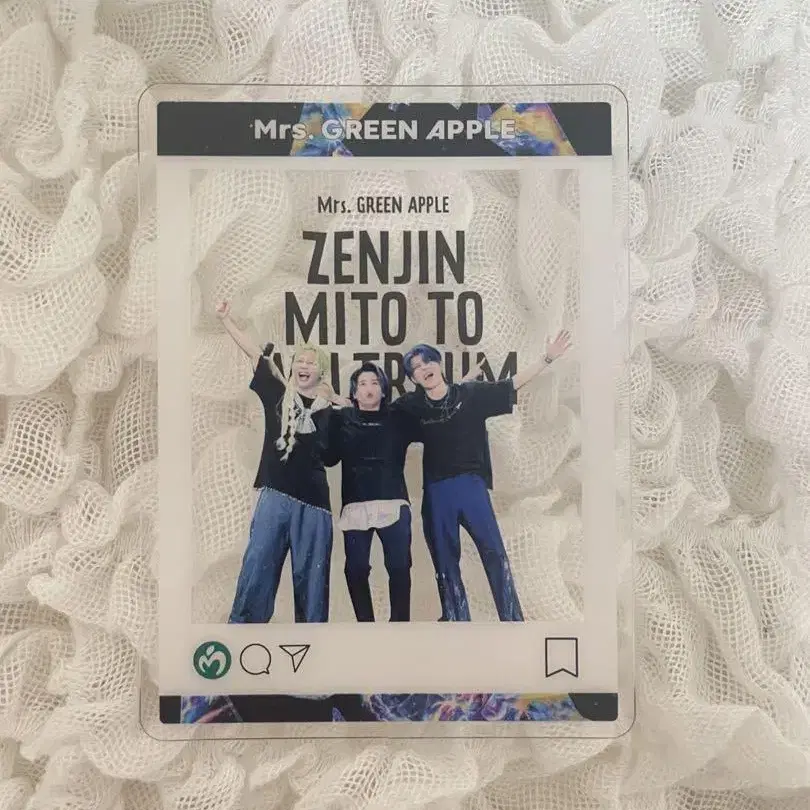 Mrs. GREEN APPLE
Mrs. GREEN APPLE
ZENJIN
MITO TO